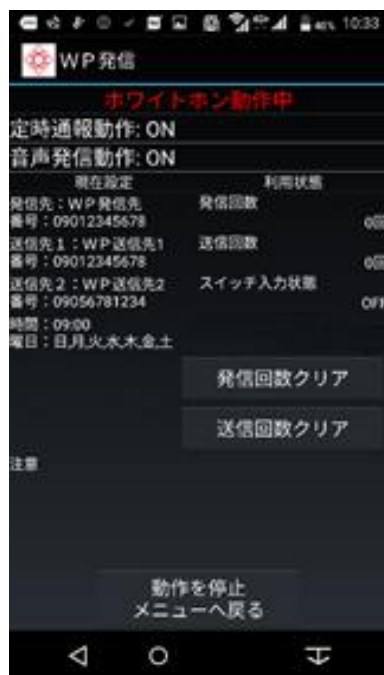 10:33
WP発信
ホワイトホン動作中
定時通報動作: ON
音声発信動作: ON
現在設定
利用状態
発信先：WP発信先
番号：09012345678
発信回数
0回
送信先１：WP送信先1
番号：09012345678
送信回数
0回
送信先２：WP送信先2
番号：09056781234
スイッチ入力状態
OFF
時間：09:00
曜日：日,月,火,水,木,金,土
発信回数クリア
送信回数クリア
注意
動作を停止
メニューへ戻る